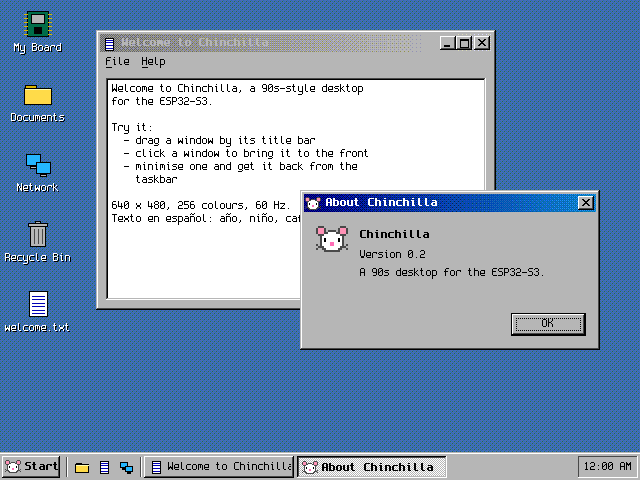 My Board
Documents
Network
Recycle Bin
welcome.txt
Welcome to Chinchilla
File Help
Welcome to Chinchilla, a 90s-style desktop
for the ESP32-S3.
Try it:
- drag a window by its title bar
- click a window to bring it to the front
- minimise one and get it back from the
taskbar
640 x 480, 256 colours, 60 Hz.
Texto en español: año, niño,
About Chinchilla
Chinchilla
Version 0.2
A 90s desktop for the ESP32-S3.
OK
Start
Welcome to Chinchilla
About Chinchilla
12:00 AM